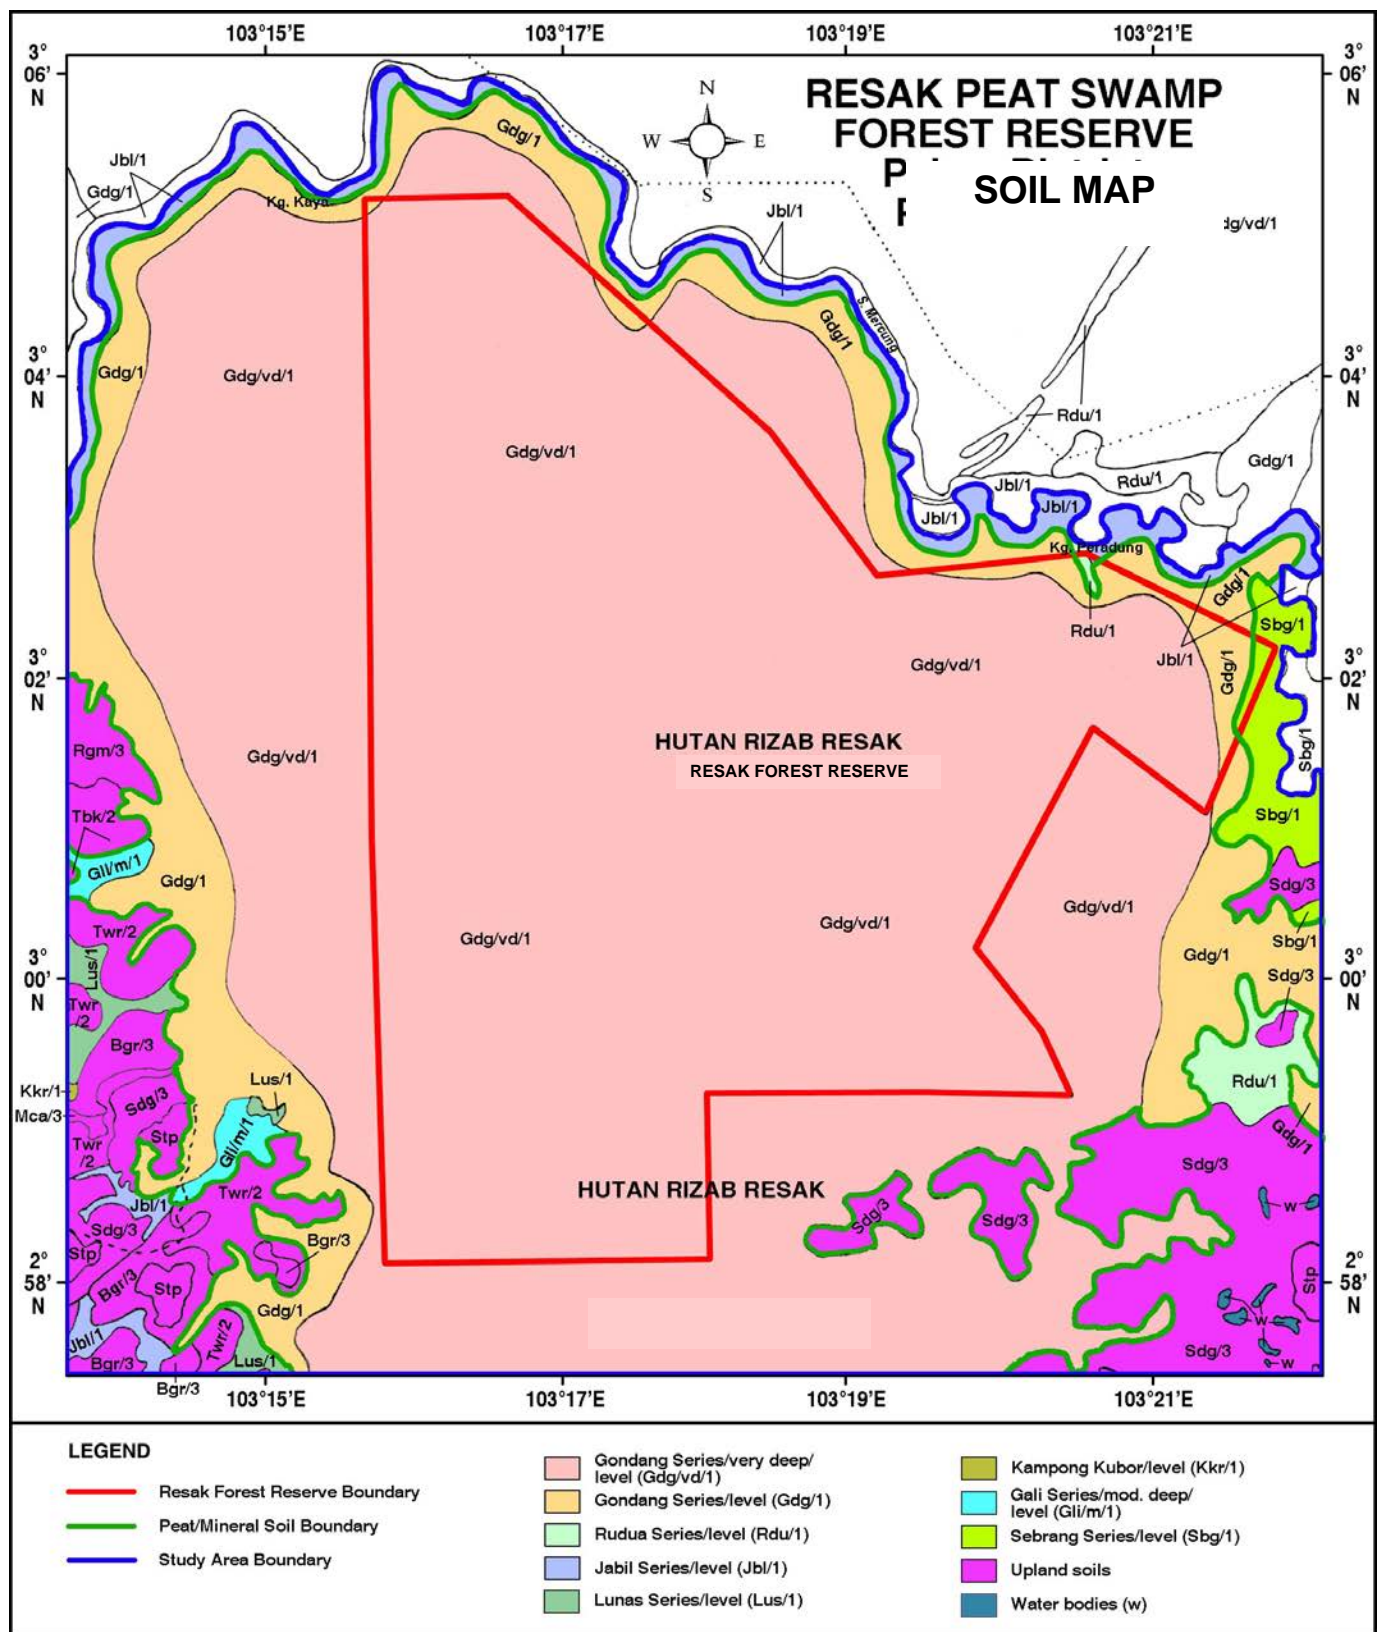 103°15'E 103°17'E 103°19'E 103°21'E
3° 06' N
3° 06' N
RESAK PEAT SWAMP
FOREST RESERVE
SOIL MAP
N
W E
S
Jbl/1
Gdg/1
Gdg/1
Kg. Kaya
Jbl/1
dg/vd/1
Gdg/1
S. Mercung
3° 04' N
3° 04' N
Gdg/1
Gdg/vd/1
Gdg/vd/1
Rdu/1
Gdg/1
Rdu/1
Jbl/1
Jbl/1
Jbl/1
Kg. Peradung
Gdg/1
Rdu/1
Sbg/1
Jbl/1
Gdg/1
3° 02' N
3° 02' N
Gdg/vd/1
HUTAN RIZAB RESAK
RESAK FOREST RESERVE
Rgm/3
Gdg/vd/1
Sbg/1
Tbk/2
Sbg/1
Gli/m/1
Gdg/1
Sdg/3
Gdg/vd/1
Gdg/vd/1
Gdg/vd/1
Twr/2
Lus/1
Sbg/1
Gdg/1
Sdg/3
3° 00' N
3° 00' N
Twr
/2
Bgr/3
Rdu/1
Lus/1
Kkr/1
Mca/3
Sdg/3
Stp
Gli/m/1
Gdg/1
Twr
/2
Sdg/3
HUTAN RIZAB RESAK
Twr/2
Jbl/1
w
Sdg/3
Sdg/3
Sdg/3
Stp
Bgr/3
2° 58' N
2° 58' N
Bgr/3
Stp
Stp
Gdg/1
w
Jbl/1
Twr/2
Sdg/3
Bgr/3
Lus/1
w
Bgr/3
103°15'E 103°17'E 103°19'E 103°21'E
LEGEND
Resak Forest Reserve Boundary
Peat/Mineral Soil Boundary
Study Area Boundary
Gondang Series/very deep/
level (Gdg/vd/1)
Gondang Series/level (Gdg/1)
Rudua Series/level (Rdu/1)
Jabil Series/level (Jbl/1)
Lunas Series/level (Lus/1)
Kampong Kubor/level (Kkr/1)
Gali Series/mod. deep/
level (Gli/m/1)
Sebrang Series/level (Sbg/1)
Upland soils
Water bodies (w)